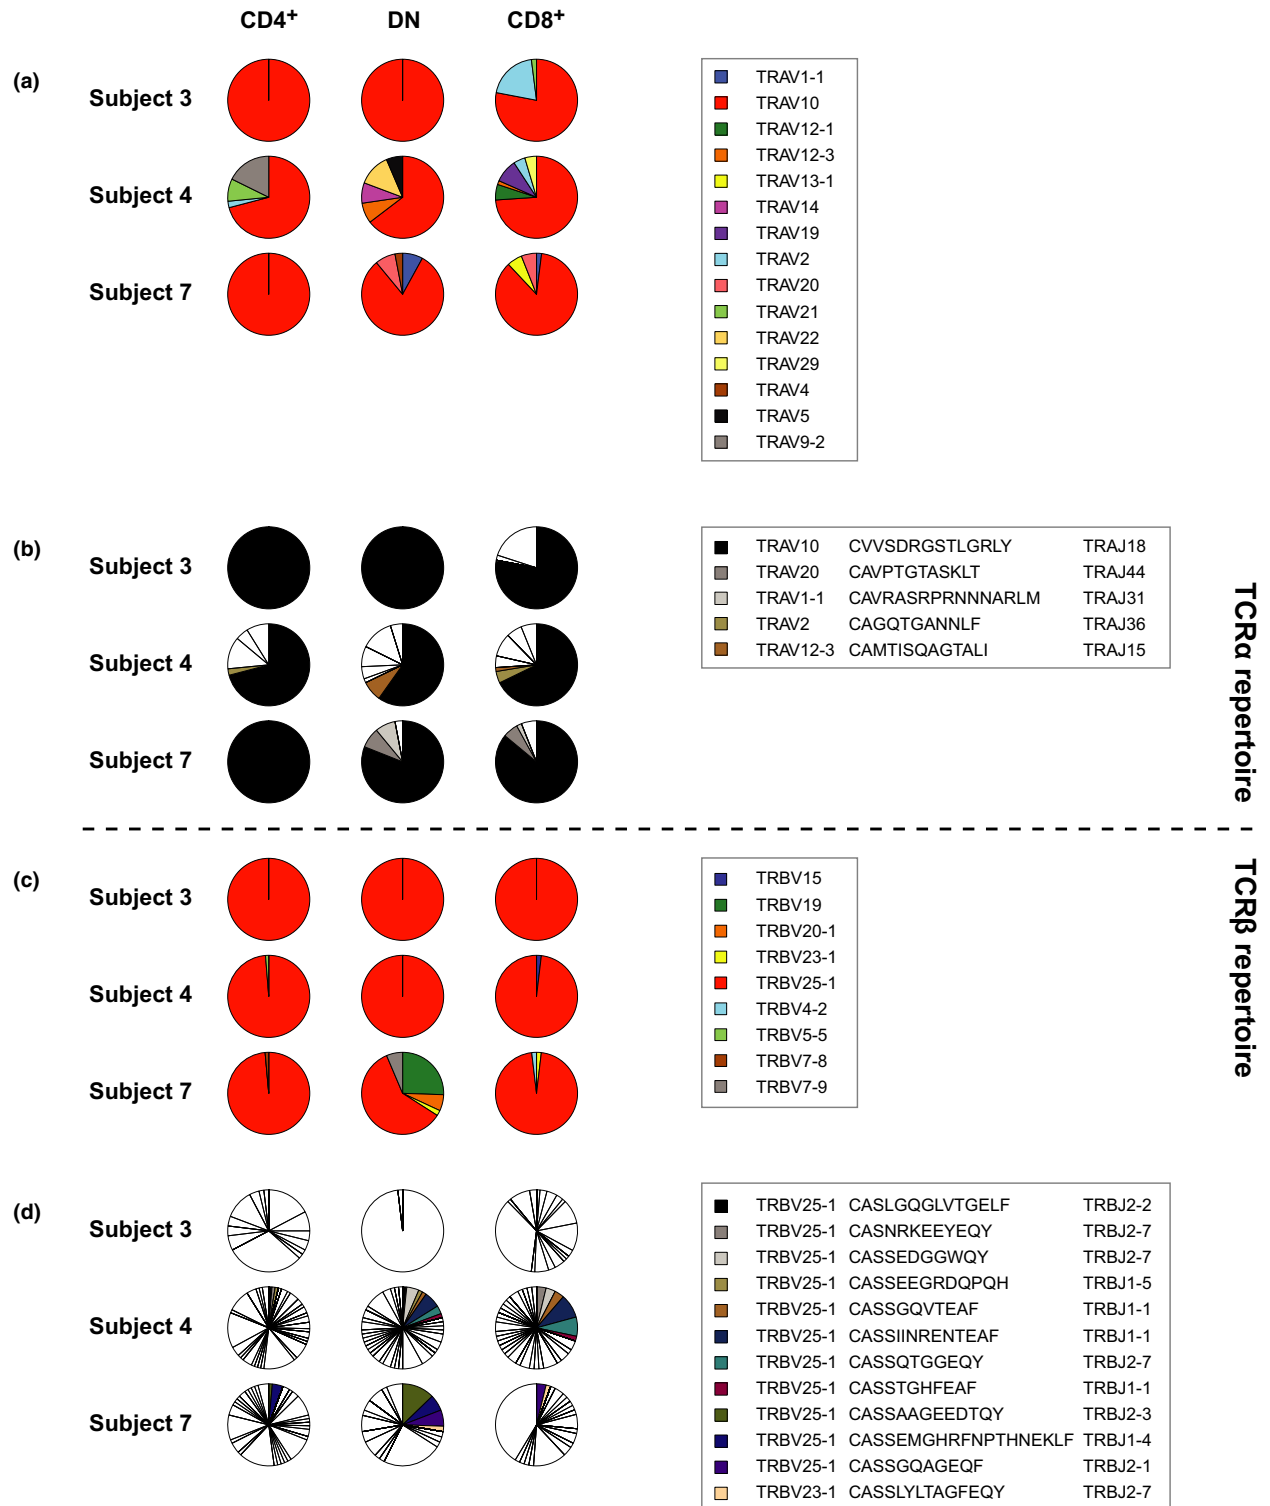 CD4+ DN CD8+
(a)
Subject 3
Subject 4
Subject 7
TRAV1-1
TRAV10
TRAV12-1
TRAV12-3
TRAV13-1
TRAV14
TRAV19
TRAV2
TRAV20
TRAV21
TRAV22
TRAV29
TRAV4
TRAV5
TRAV9-2
(b)
Subject 3
Subject 4
Subject 7
TRAV10 CVVSDRGSTLGRLY TRAJ18
TRAV20 CAVPTGTASKLT TRAJ44
TRAV1-1 CAVRASRPRNNNARLM TRAJ31
TRAV2 CAGQTGANNLF TRAJ36
TRAV12-3 CAMTISQAGTALI TRAJ15
TCRα repertoire
(c)
Subject 3
Subject 4
Subject 7
TRBV15
TRBV19
TRBV20-1
TRBV23-1
TRBV25-1
TRBV4-2
TRBV5-5
TRBV7-8
TRBV7-9
TCRβ repertoire
(d)
Subject 3
Subject 4
Subject 7
TRBV25-1 CASLGQGLVTGELF TRBJ2-2
TRBV25-1 CASNRKEEYEQY TRBJ2-7
TRBV25-1 CASSEDGGWQY TRBJ2-7
TRBV25-1 CASSEEGRDQPQH TRBJ1-5
TRBV25-1 CASSGQVTEAF TRBJ1-1
TRBV25-1 CASSIINRENTEAF TRBJ1-1
TRBV25-1 CASSQTGGEQY TRBJ2-7
TRBV25-1 CASSTGHFEAF TRBJ1-1
TRBV25-1 CASSAAGEEDTQY TRBJ2-3
TRBV25-1 CASSEMGHRFNPTHNEKLF TRBJ1-4
TRBV25-1 CASSGQAGEQF TRBJ2-1
TRBV23-1 CASSLYLTAGFEQY TRBJ2-7